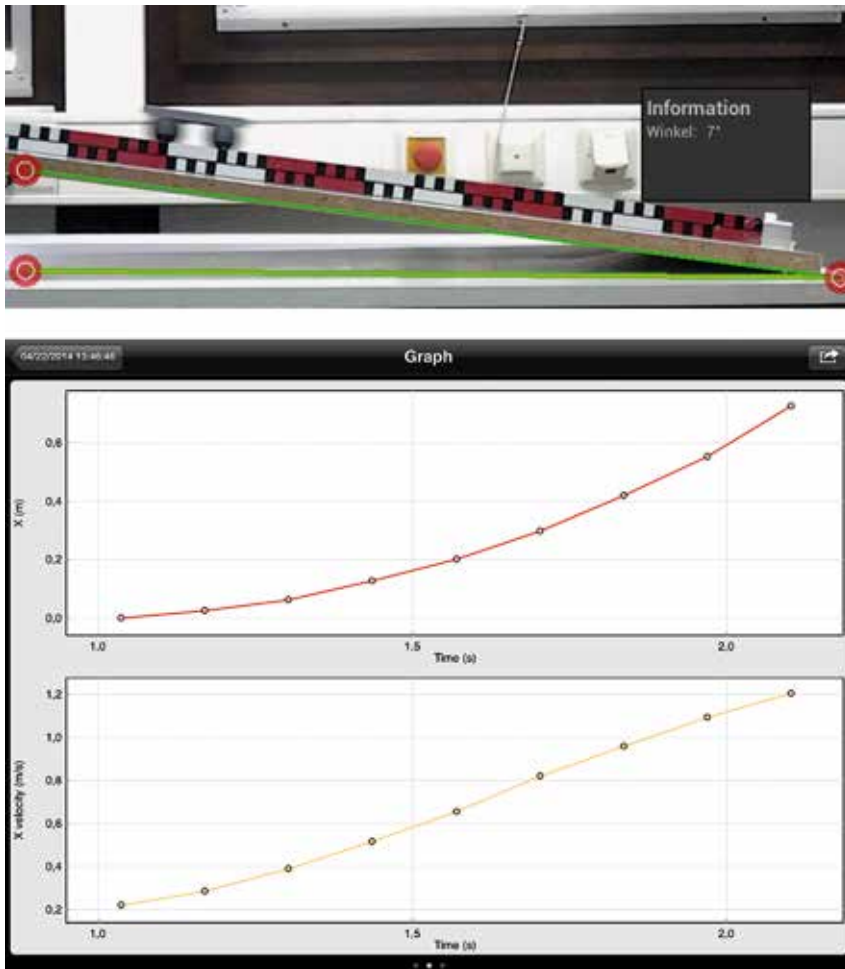 Information
Winkel: 7°
04/22/2014 13:46:46
Graph
X (m)
0,6
0,4
0,2
0,0
1,0
1,5
2,0
Time (s)
X velocity (m/s)
1,2
1,0
0,8
0,6
0,4
0,2
1,0
1,5
2,0
Time (s)